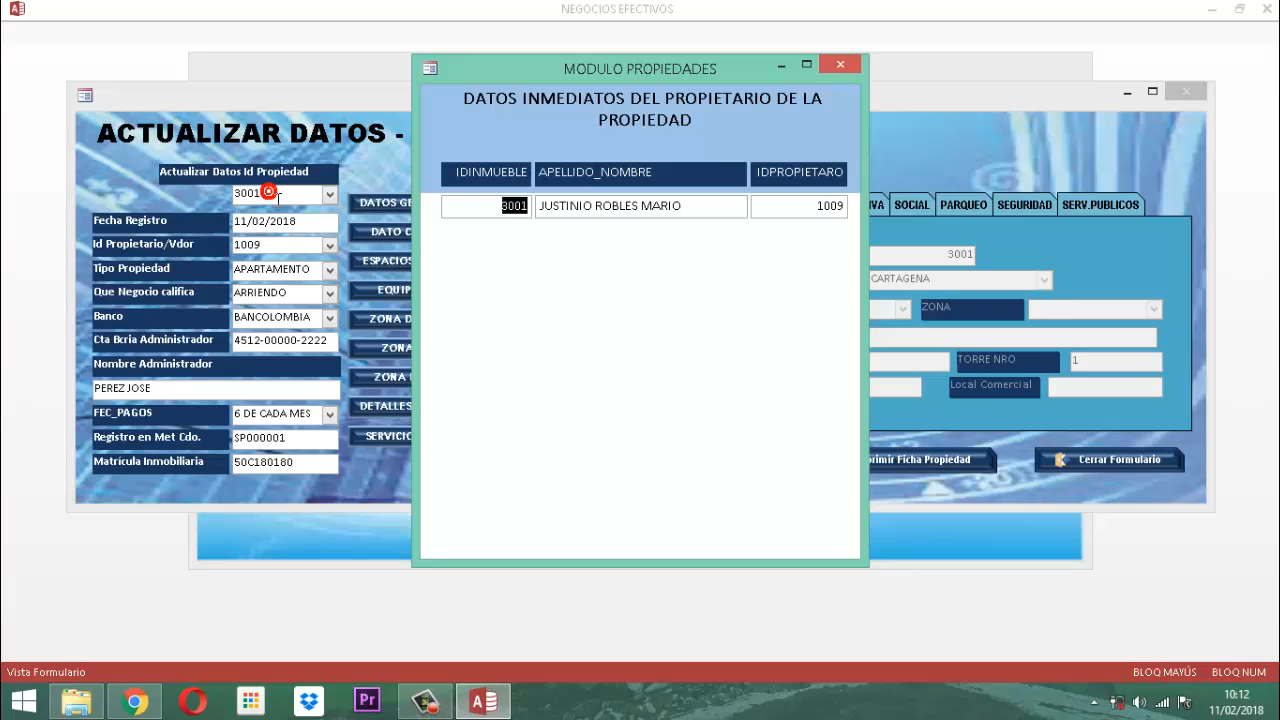 NEGOCIOS EFECTIVOS
MODULO PROPIEDADES
DATOS INMEDIATOS DEL PROPIETARIO DE LA
PROPIEDAD
IDINMUEBLE APELLIDO_NOMBRE IDPROPIETARO
3001 JUSTINIO ROBLES MARIO 1009
ACTUALIZAR DATOS -
Actualizar Datos Id Propiedad
3001
Fecha Registro 11/02/2018
Id Propietario/Vdor 1009
Tipo Propiedad APARTAMENTO
Que Negocio califica ARRIENDO
Banco BANCOLOMBIA
Cta Bcria Administrador 4512-00000-2222
Nombre Administrador
PEREZ JOSE
FEC_PAGOS 6 DE CADA MES
Registro en Met Cdo. SP000001
Matrícula Inmobiliaria 50C180180
DATOS GE
DATO C
ESPACIOS
EQUIP
ZONA D
ZONA
ZONA
DETALLES
SERVICIO
VA SOCIAL PARQUEO SEGURIDAD SERV.PUBLICOS
3001
CARTAGENA
ZONA
TORRE NRO 1
Local Comercial
rimir Ficha Propiedad Cerrar Formulario
Vista Formulario BLOQ MAYÚS BLOQ NUM
Pr
10:12
11/02/2018